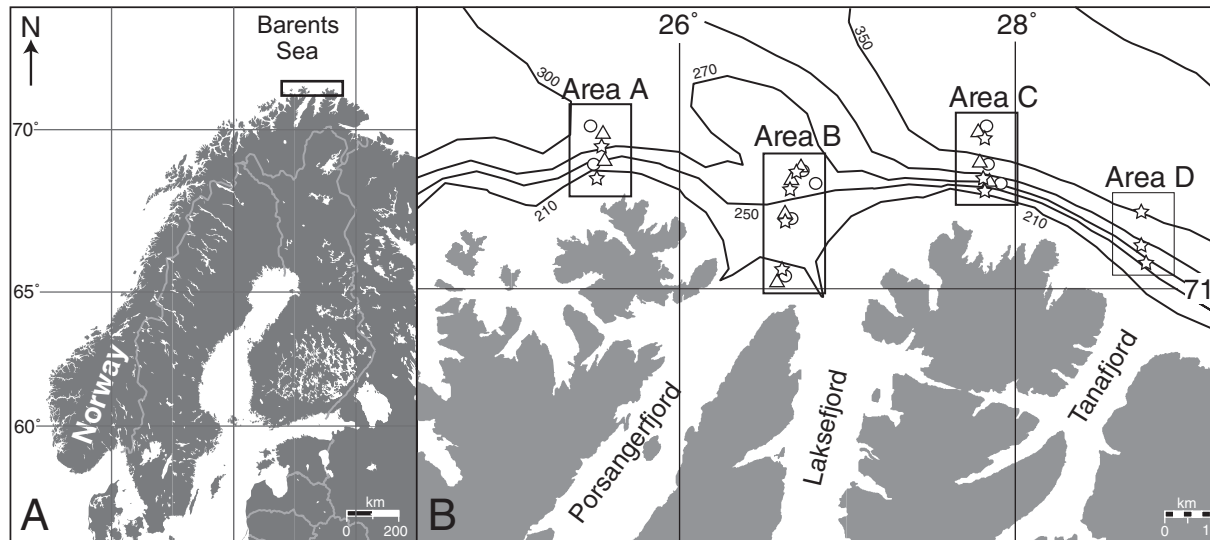 N
Barents
Sea
70°
65°
60°
Norway
A
km
0 200
26°
28°
300
270
350
Area A
Area B
Area C
Area D
210
250
210
71
Porsangerfjord
Laksefjord
Tanafjord
B
km
0